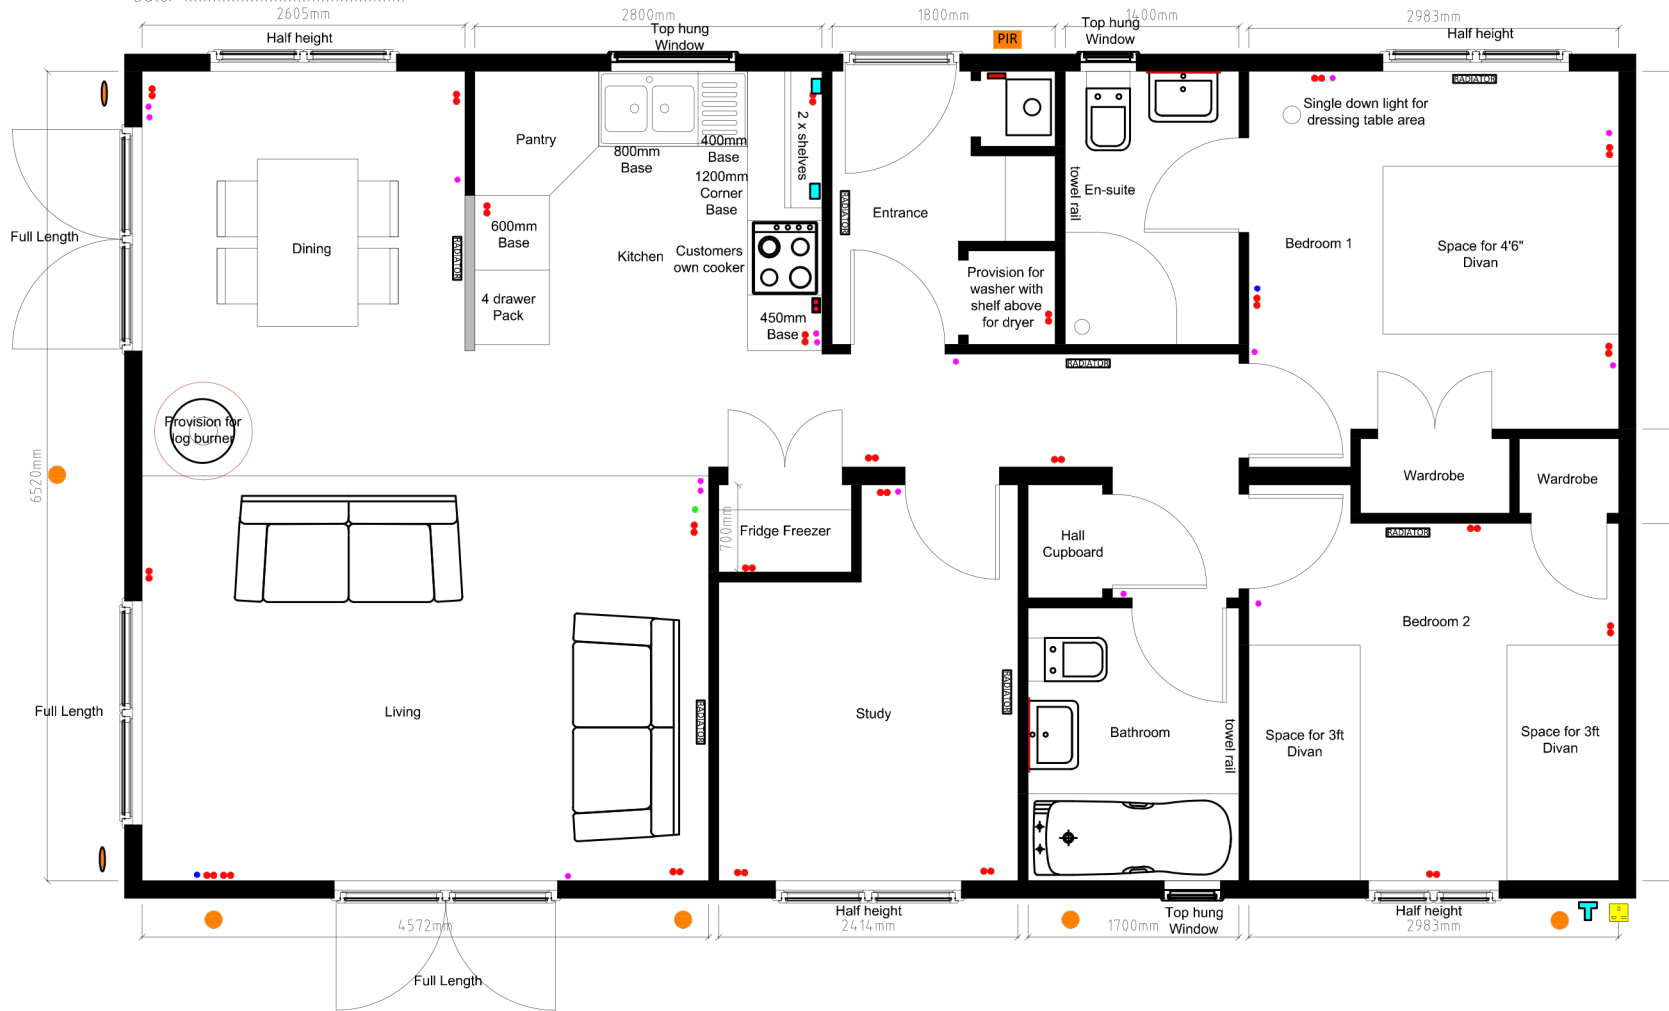 2605mm
2800mm
1800mm
1400mm
2983mm
Half height
Top hung
Window
PIR
Top hung
Window
Half height
RADIATOR
Single down light for
dressing table area
Pantry
800mm
Base
400mm
Base
1200mm
Corner
Base
2 x shelves
towel rail
En-suite
RADIATOR
Entrance
Full Length
Dining
RADIATOR
600mm
Base
Kitchen
Customers
own cooker
Bedroom 1
Space for 4'6"
Divan
4 drawer
Pack
450mm
Base
Provision for
washer with
shelf above
for dryer
RADIATOR
Provision for
log burner
6520mm
Wardrobe
Wardrobe
Fridge Freezer
700mm
Hall
Cupboard
RADIATOR
Bedroom 2
Full Length
Living
RADIATOR
Study
RADIATOR
Bathroom
towel rail
Space for 3ft
Divan
Space for 3ft
Divan
4572mm
Half height
2414mm
1700mm
Top hung
Window
Half height
2983mm
T
Full Length